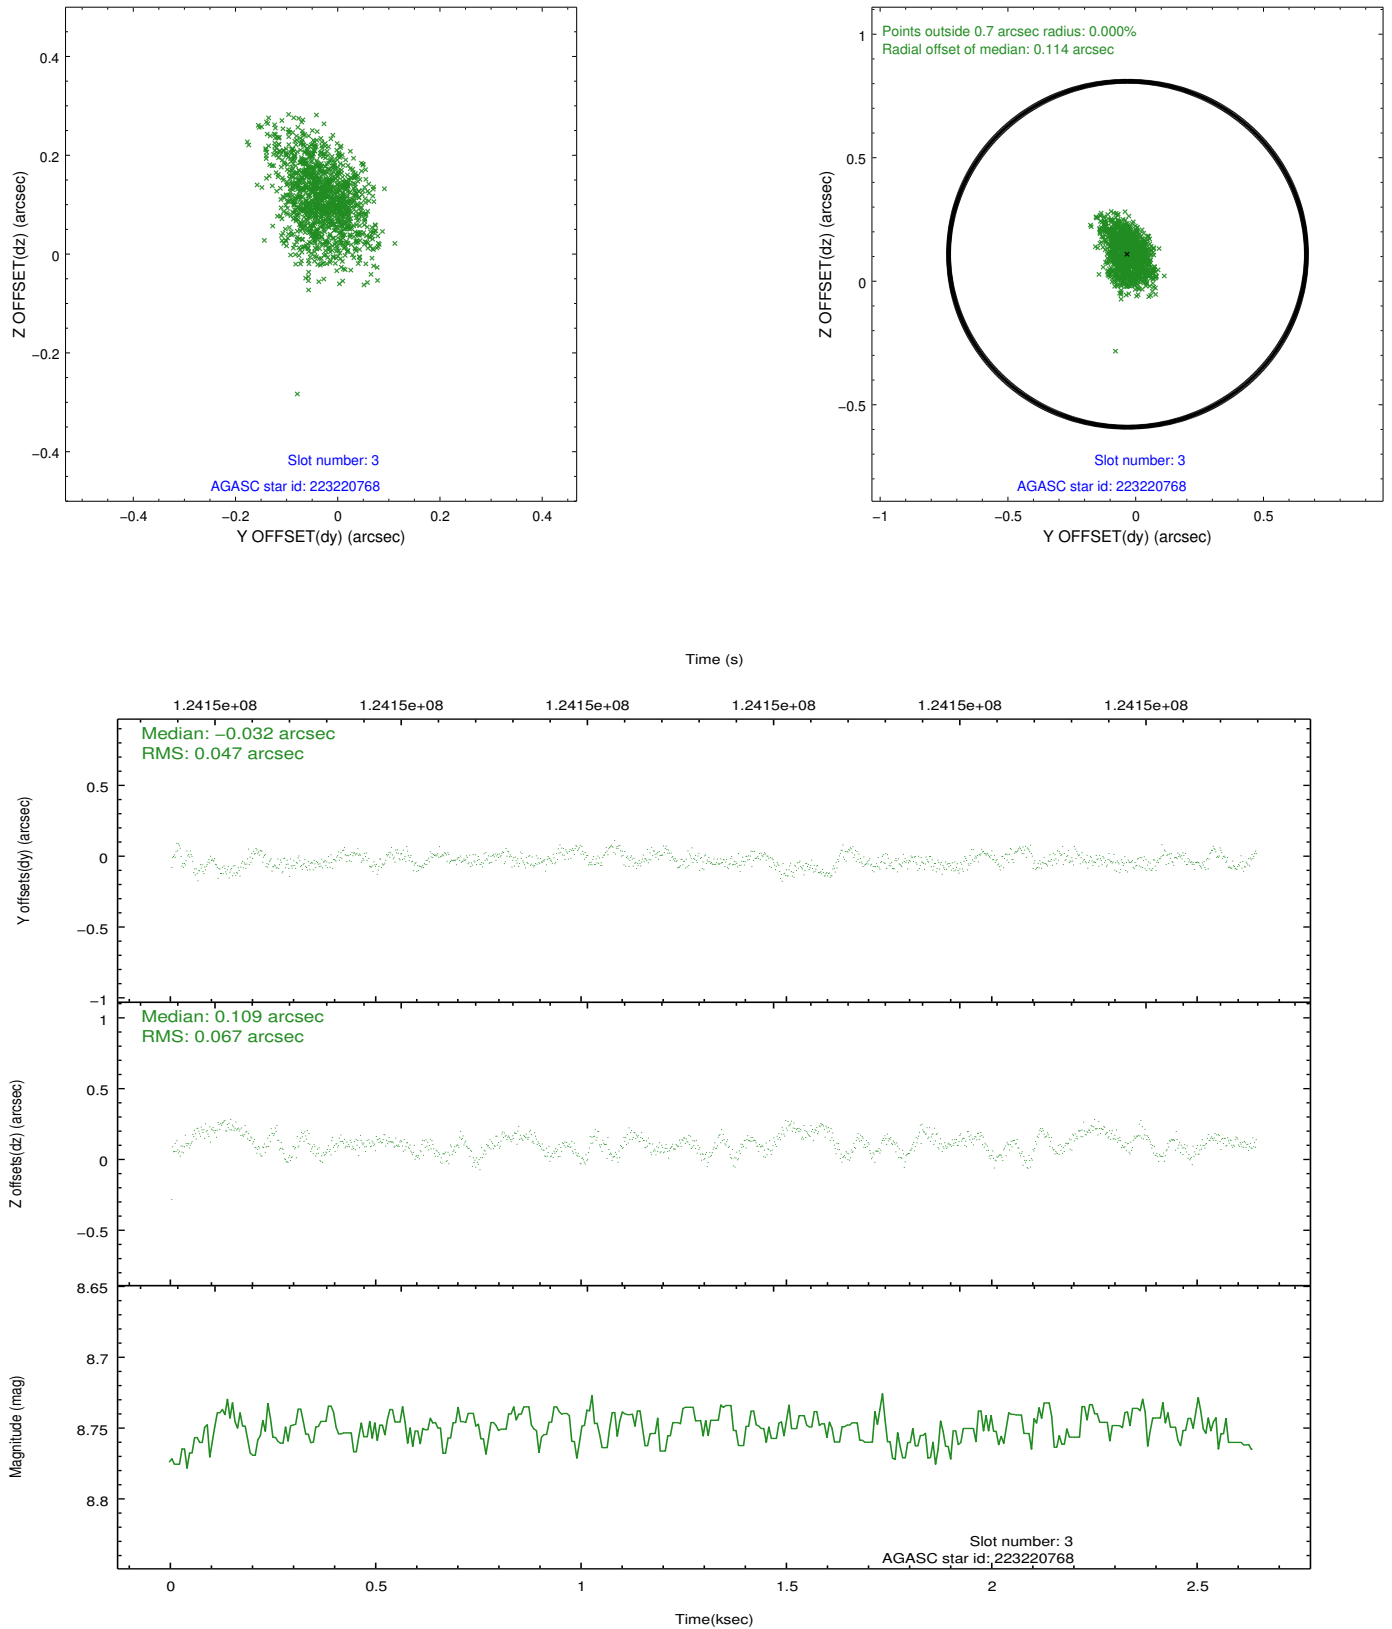 0.4
0.2
0
−0.2
−0.4
Z OFFSET(dz) (arcsec)
Slot number: 3
AGASC star id: 223220768
−0.4 −0.2 0 0.2 0.4
Y OFFSET(dy) (arcsec)
Points outside 0.7 arcsec radius: 0.000%
Radial offset of median: 0.114 arcsec
1
0.5
0
−0.5
Z OFFSET(dz) (arcsec)
Slot number: 3
AGASC star id: 223220768
−1 −0.5 0 0.5
Y OFFSET(dy) (arcsec)
Time (s)
1.2415e+08 1.2415e+08 1.2415e+08 1.2415e+08 1.2415e+08 1.2415e+08
Median: −0.032 arcsec
RMS: 0.047 arcsec
0.5
0
−0.5
−1
Y offsets(dy) (arcsec)
Median: 0.109 arcsec
RMS: 0.067 arcsec
1
0.5
0
−0.5
Z offsets(dz) (arcsec)
8.65
8.7
8.75
8.8
Magnitude (mag)
Slot number: 3
AGASC star id: 223220768
0 0.5 1 1.5 2 2.5
Time(ksec)